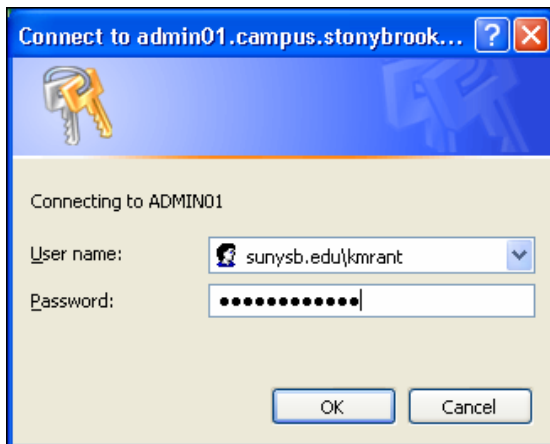 Connect to admin01.campus.stonybrook...
Connecting to ADMIN01
User name: sunysb.edu\kmrant
Password: ●●●●●●●●●●●●
OK Cancel